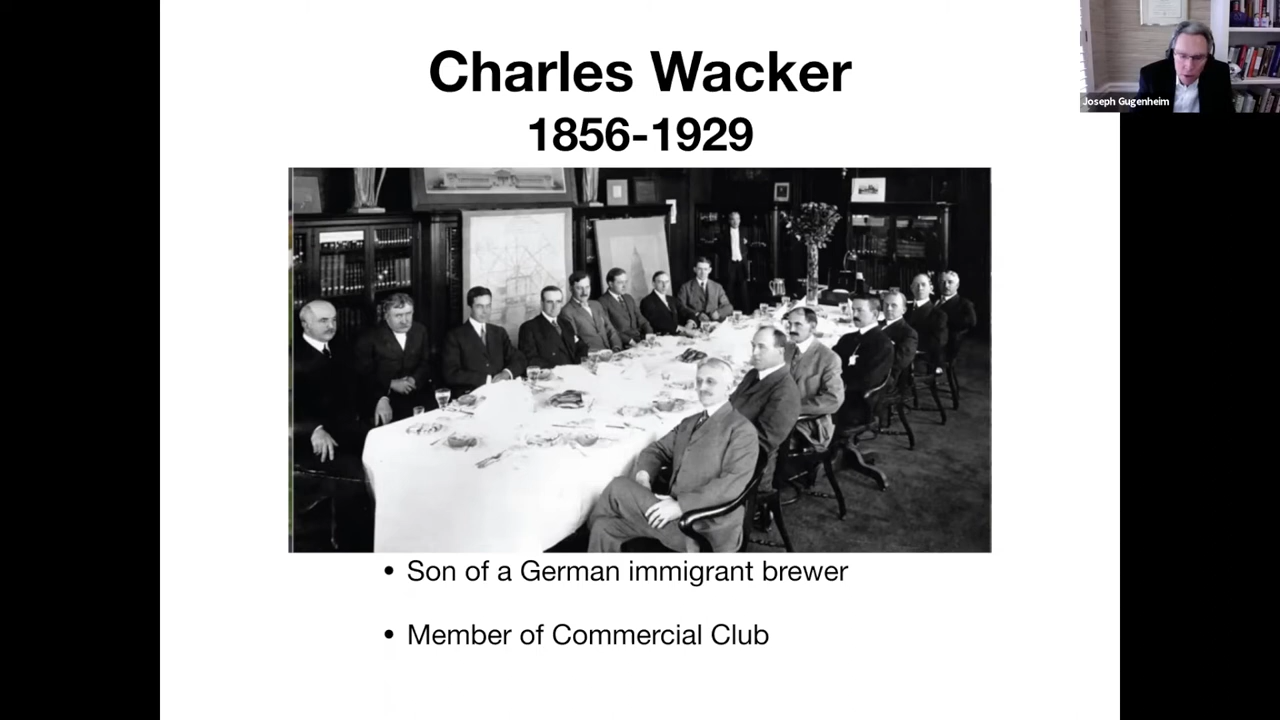 Charles Wacker
1856-1929
Joseph Gugenheim
• Son of a German immigrant brewer
• Member of Commercial Club